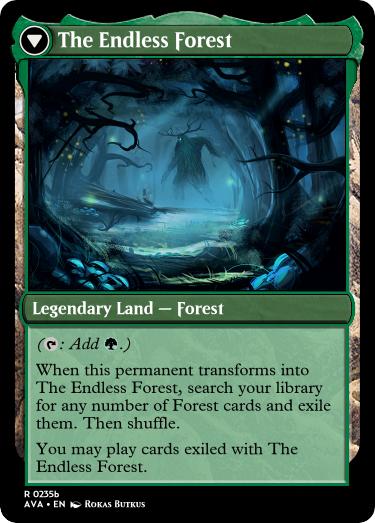 The Endless Forest
Legendary Land — Forest
(: Add .)
When this permanent transforms into
The Endless Forest, search your library
for any number of Forest cards and exile
them. Then shuffle.
You may play cards exiled with The
Endless Forest.
R 0235b
AVA • EN Rokas Butkus